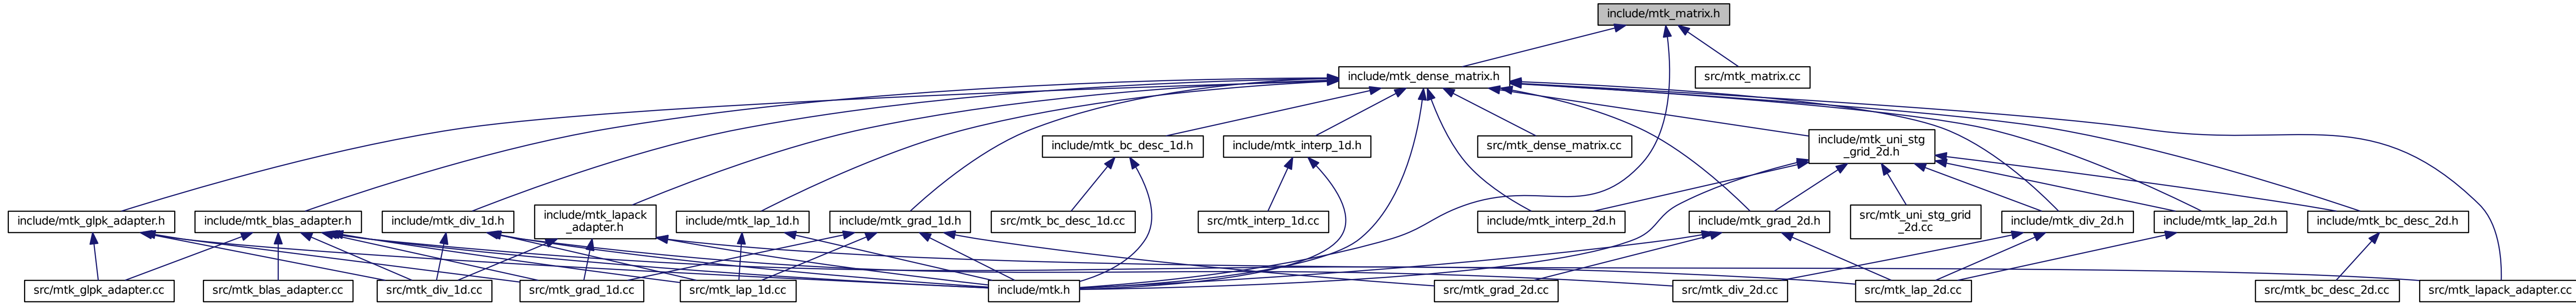 include/mtk_matrix.h
include/mtk_dense_matrix.h
src/mtk_matrix.cc
include/mtk_bc_desc_1d.h
include/mtk_interp_1d.h
src/mtk_dense_matrix.cc
include/mtk_uni_stg
_grid_2d.h
include/mtk_glpk_adapter.h
include/mtk_blas_adapter.h
include/mtk_div_1d.h
include/mtk_lapack
_adapter.h
include/mtk_lap_1d.h
include/mtk_grad_1d.h
src/mtk_bc_desc_1d.cc
src/mtk_interp_1d.cc
include/mtk_interp_2d.h
include/mtk_grad_2d.h
src/mtk_uni_stg_grid
_2d.cc
include/mtk_div_2d.h
include/mtk_lap_2d.h
include/mtk_bc_desc_2d.h
src/mtk_glpk_adapter.cc
src/mtk_blas_adapter.cc
src/mtk_div_1d.cc
src/mtk_grad_1d.cc
src/mtk_lap_1d.cc
include/mtk.h
src/mtk_grad_2d.cc
src/mtk_div_2d.cc
src/mtk_lap_2d.cc
src/mtk_bc_desc_2d.cc
src/mtk_lapack_adapter.cc